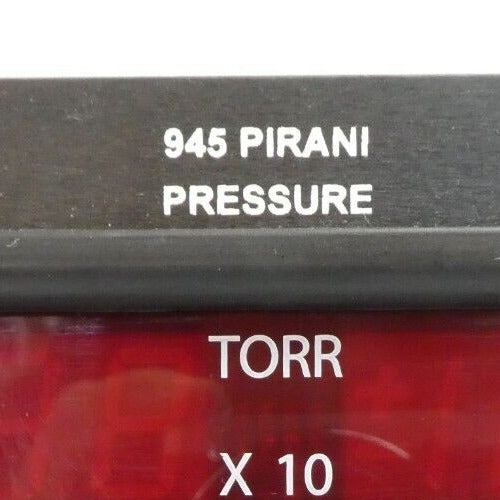 945 PIRANI
PRESSURE
TORR
X 10